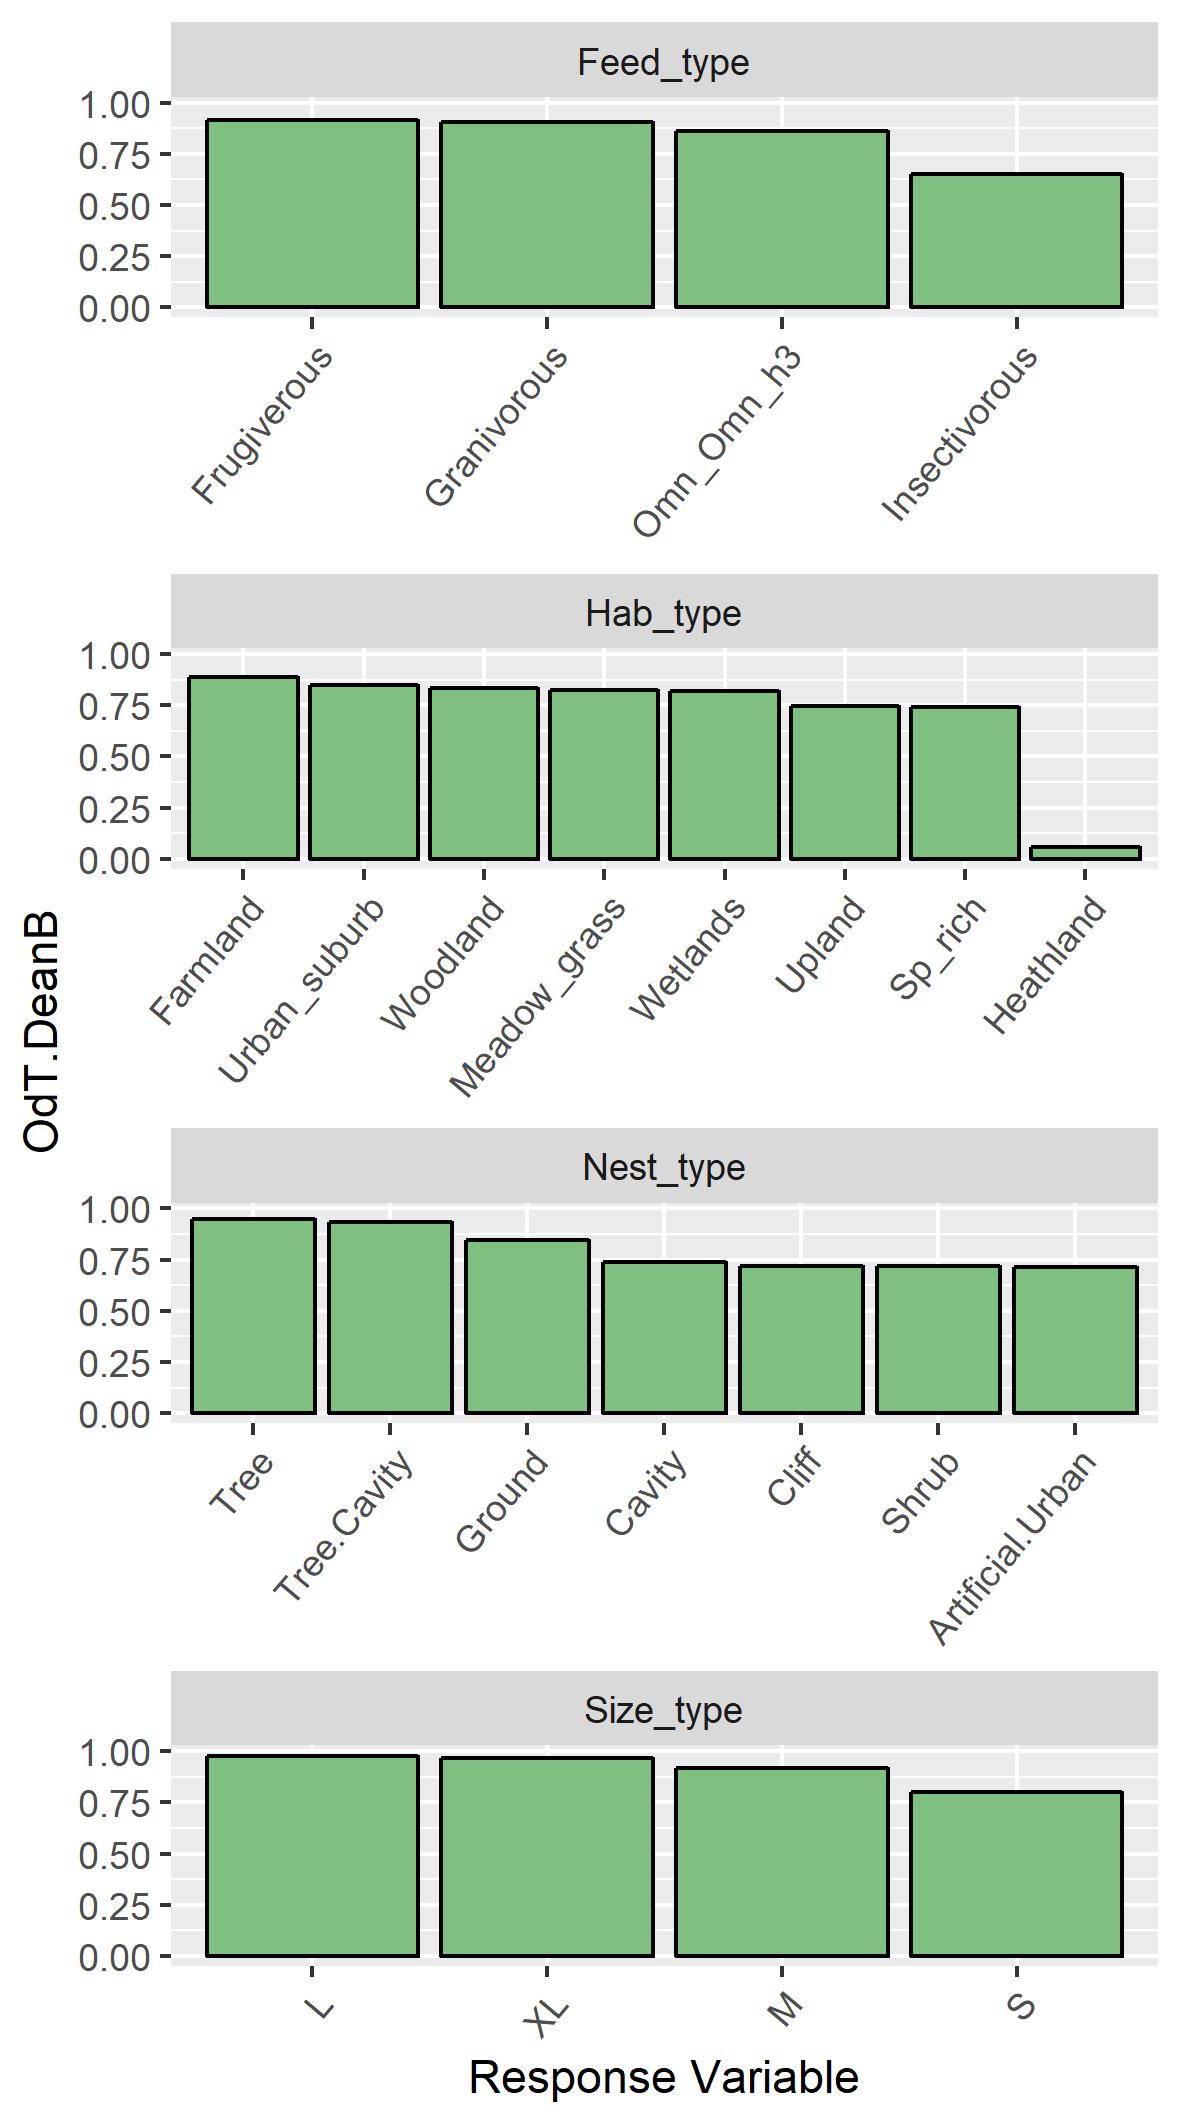 Feed_type
1.00
0.75
0.50
0.25
0.00
Frugiverous
Granivorous
Omn_Omn_h3
Insectivorous
Hab_type
1.00
0.75
0.50
0.25
0.00
Farmland
Urban_suburb
Woodland
Meadow_grass
Wetlands
Upland
Sp_rich
Heathland
OdT.DeanB
Nest_type
1.00
0.75
0.50
0.25
0.00
Tree
Tree.Cavity
Ground
Cavity
Cliff
Shrub
Artificial.Urban
Size_type
1.00
0.75
0.50
0.25
0.00
L
XL
M
S
Response Variable